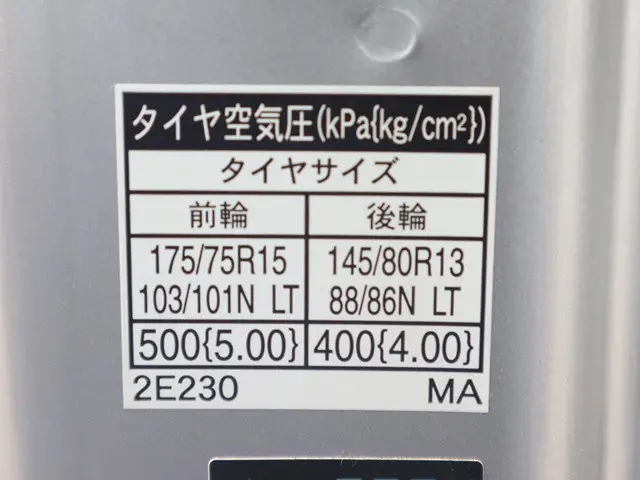 タイヤ空気圧(kPa{kg/cm²})
タイヤサイズ
前輪 後輪
175/75R15 145/80R13
103/101N LT 88/86N LT
500{5.00} 400{4.00}
2E230 MA